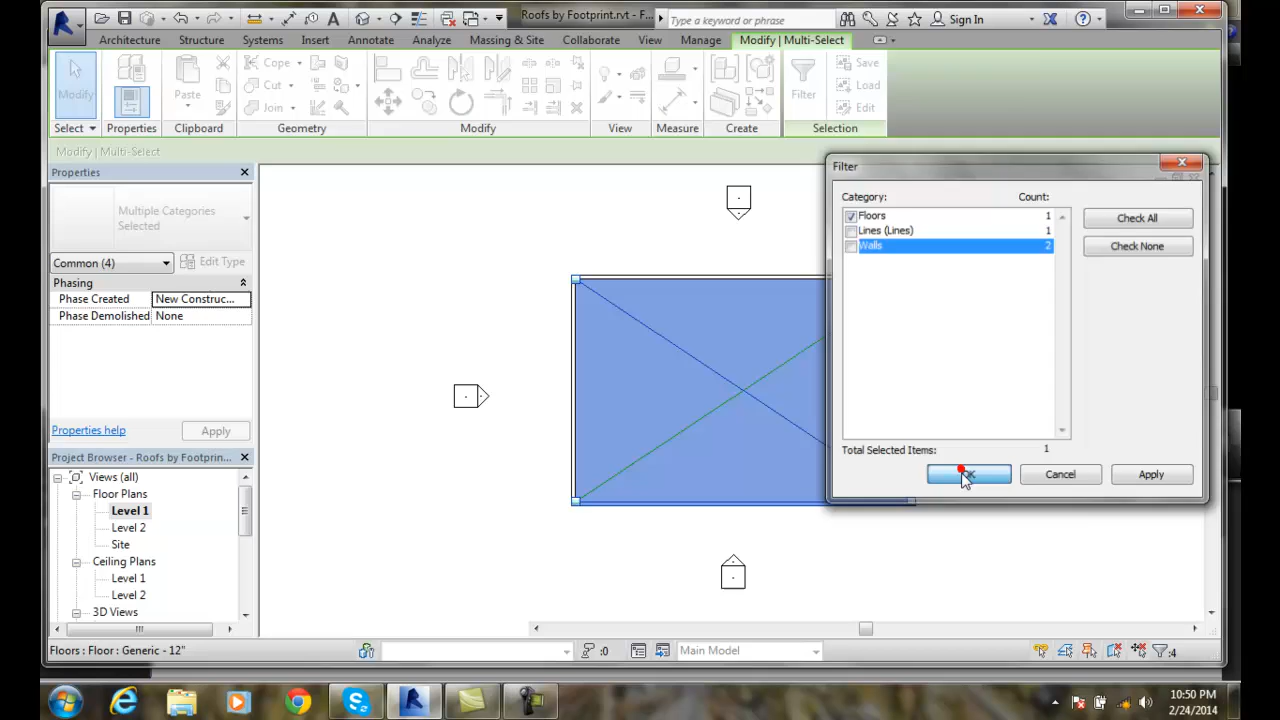 Roofs by Footprint.rvt - F...
Type a keyword or phrase
Sign In
Architecture Structure Systems Insert Annotate Analyze Massing & Site Collaborate View Manage Modify | Multi-Select
Modify Paste Cope Cut Join Filter Save Load Edit
Select Properties Clipboard Geometry Modify View Measure Create Selection
Modify | Multi-Select
Properties
Multiple Categories
Selected
Common (4) Edit Type
Phasing
Phase Created New Construc...
Phase Demolished None
Properties help Apply
Project Browser - Roofs by Footprin...
Views (all)
Floor Plans
Level 1
Level 2
Site
Ceiling Plans
Level 1
Level 2
3D Views
Filter
Category: Count:
Floors 1
Lines (Lines) 1
Walls 2
Check All
Check None
Total Selected Items: 1
OK Cancel Apply
Floors : Floor : Generic - 12"
:0
Main Model
:4
10:50 PM
2/24/2014